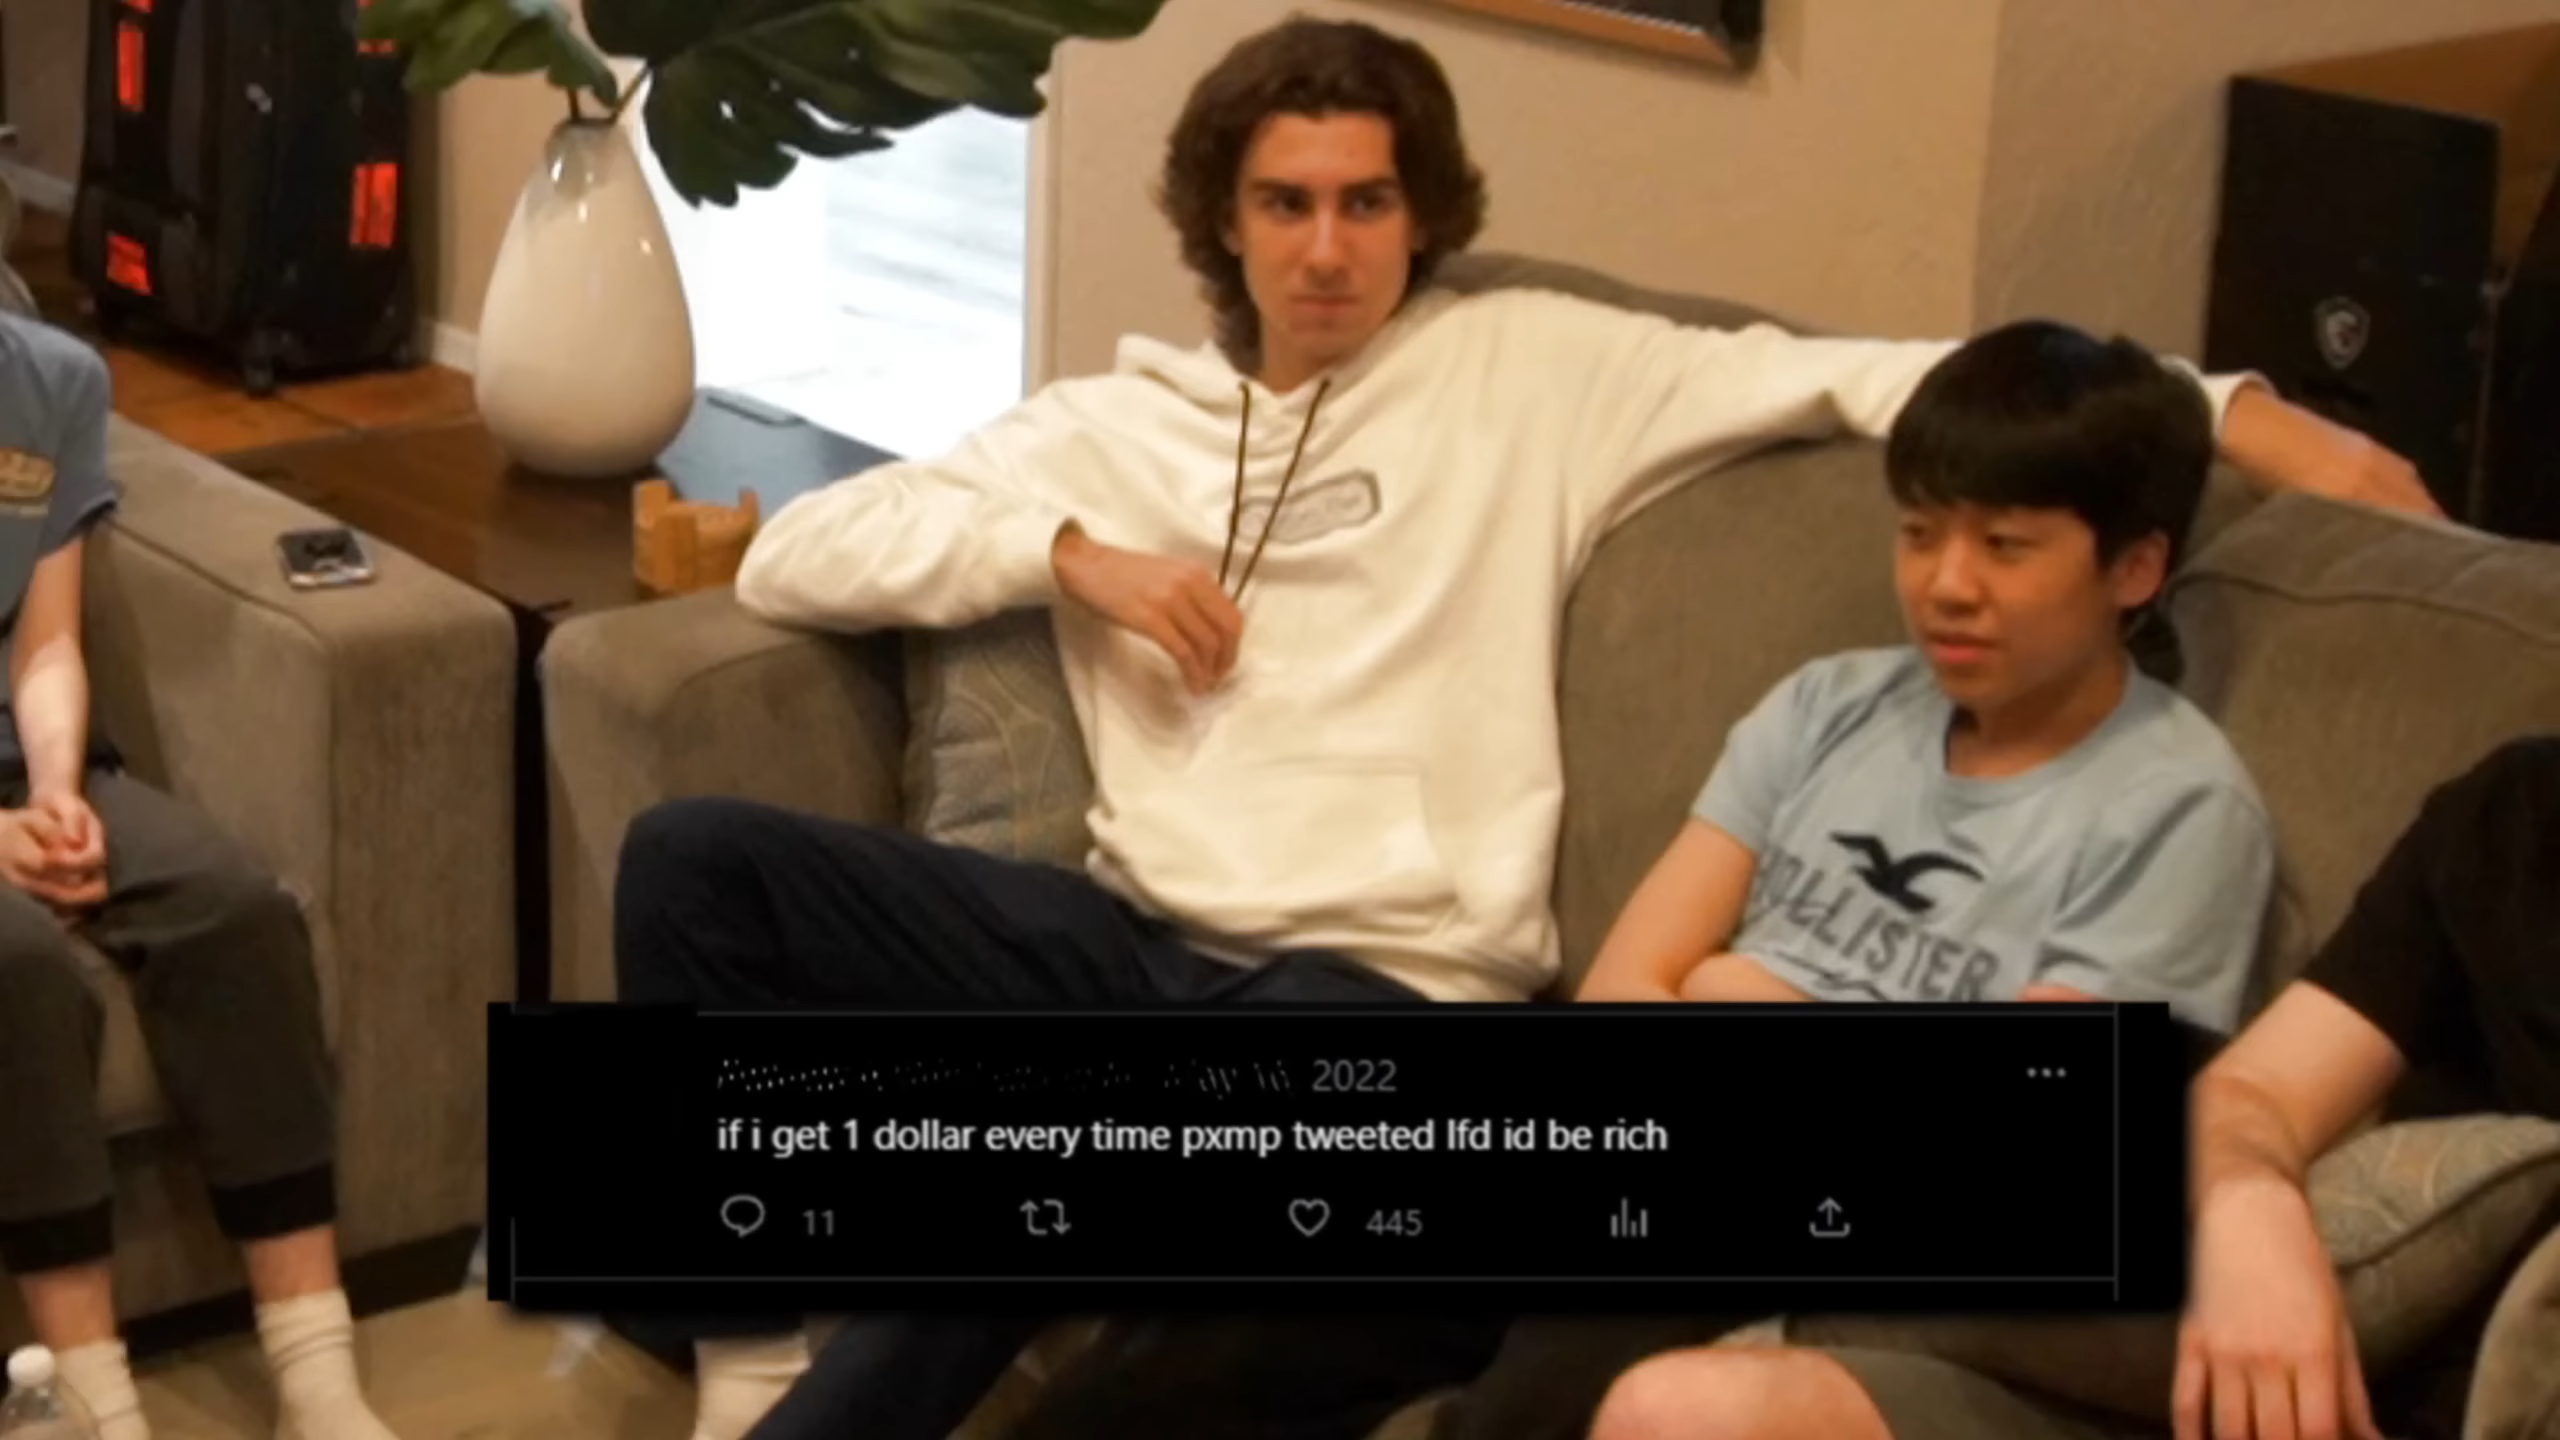 HOLLISTER
2022
if i get 1 dollar every time pxmp tweeted lfd id be rich
11 445